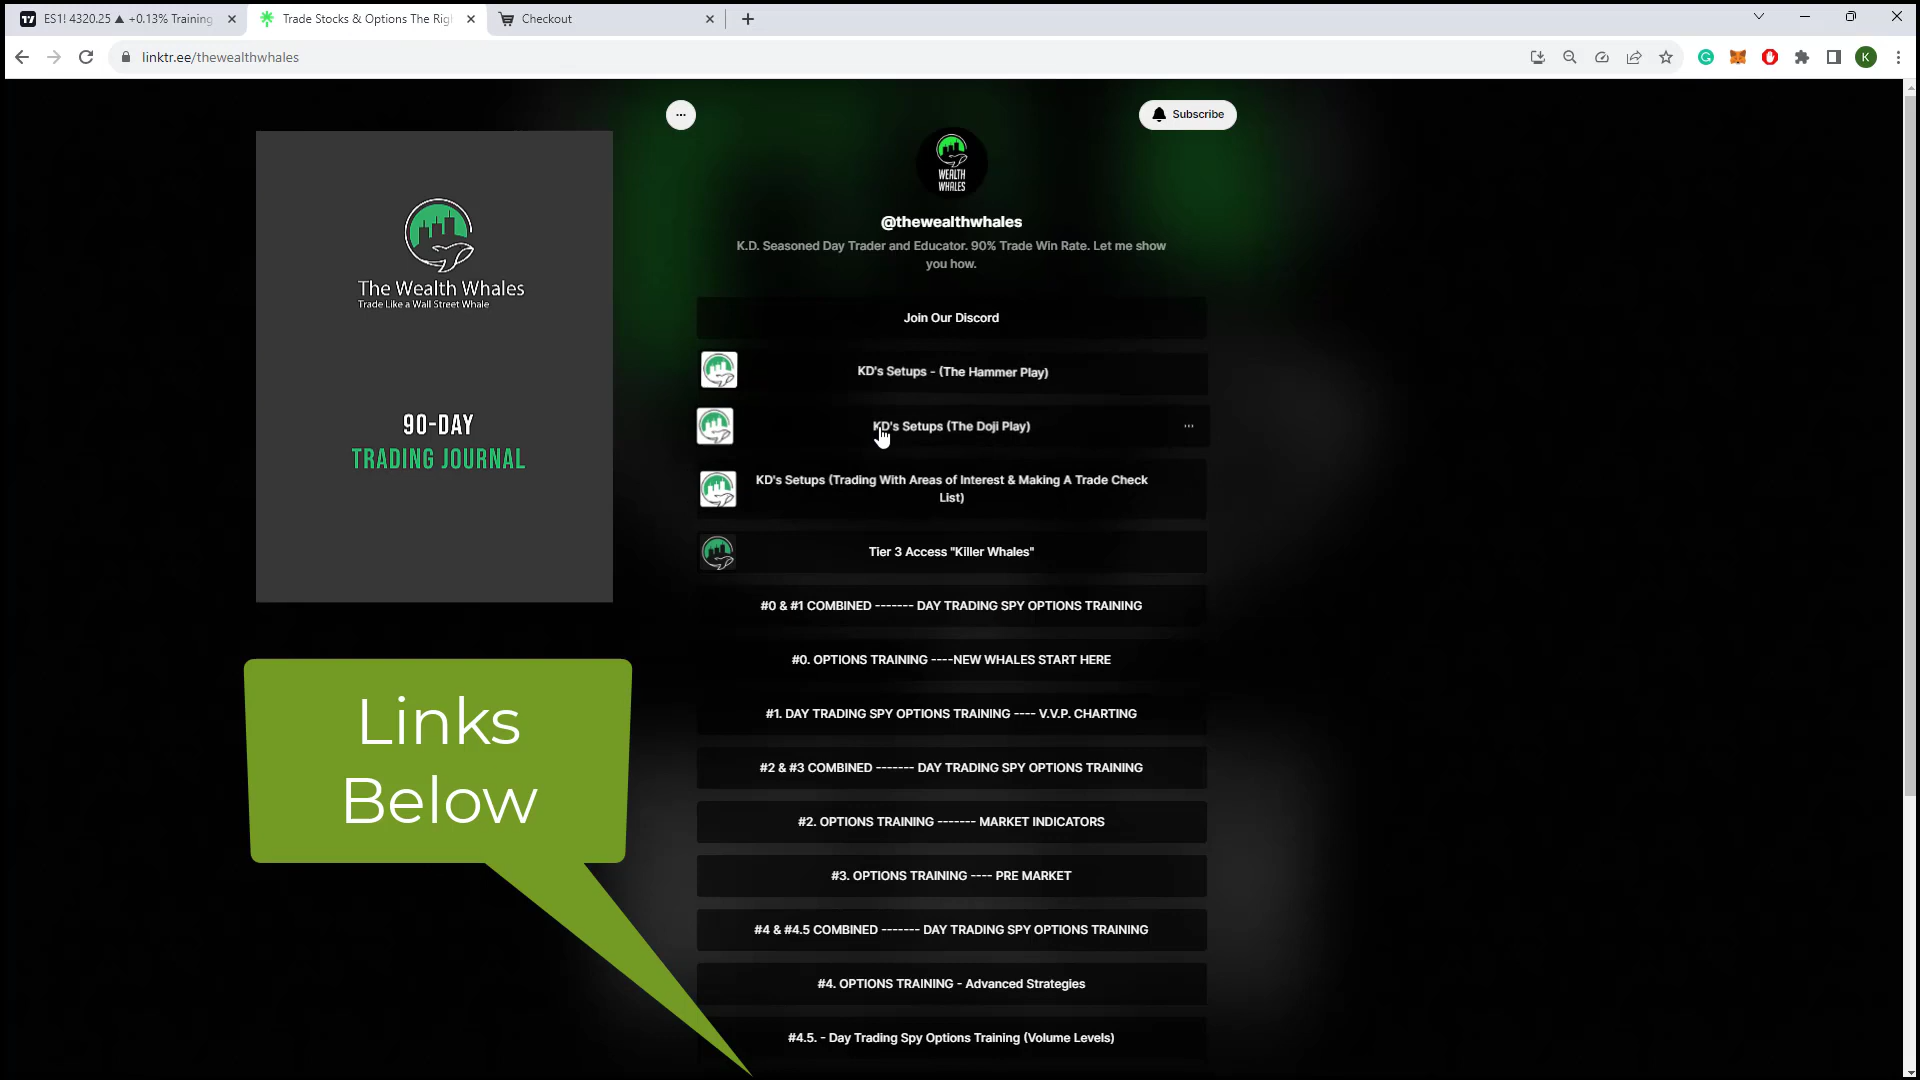 ES1! 4320.25 ▲ +0.13% Training
Trade Stocks & Options The Rig
Checkout
linktr.ee/thewealthwhales
K
Subscribe
WEALTH
WHALES
@thewealthwhales
K.D. Seasoned Day Trader and Educator. 90% Trade Win Rate. Let me show
you how.
The Wealth Whales
Trade Like a Wall Street Whale
90-DAY
TRADING JOURNAL
Join Our Discord
KD's Setups - (The Hammer Play)
KD's Setups (The Doji Play)
KD's Setups (Trading With Areas of Interest & Making A Trade Check
List)
Tier 3 Access "Killer Whales"
#0 & #1 COMBINED ------- DAY TRADING SPY OPTIONS TRAINING
#0. OPTIONS TRAINING ----NEW WHALES START HERE
#1. DAY TRADING SPY OPTIONS TRAINING ---- V.V.P. CHARTING
#2 & #3 COMBINED ------- DAY TRADING SPY OPTIONS TRAINING
#2. OPTIONS TRAINING ------- MARKET INDICATORS
#3. OPTIONS TRAINING ---- PRE MARKET
#4 & #4.5 COMBINED ------- DAY TRADING SPY OPTIONS TRAINING
#4. OPTIONS TRAINING - Advanced Strategies
#4.5. - Day Trading Spy Options Training (Volume Levels)
Links
Below